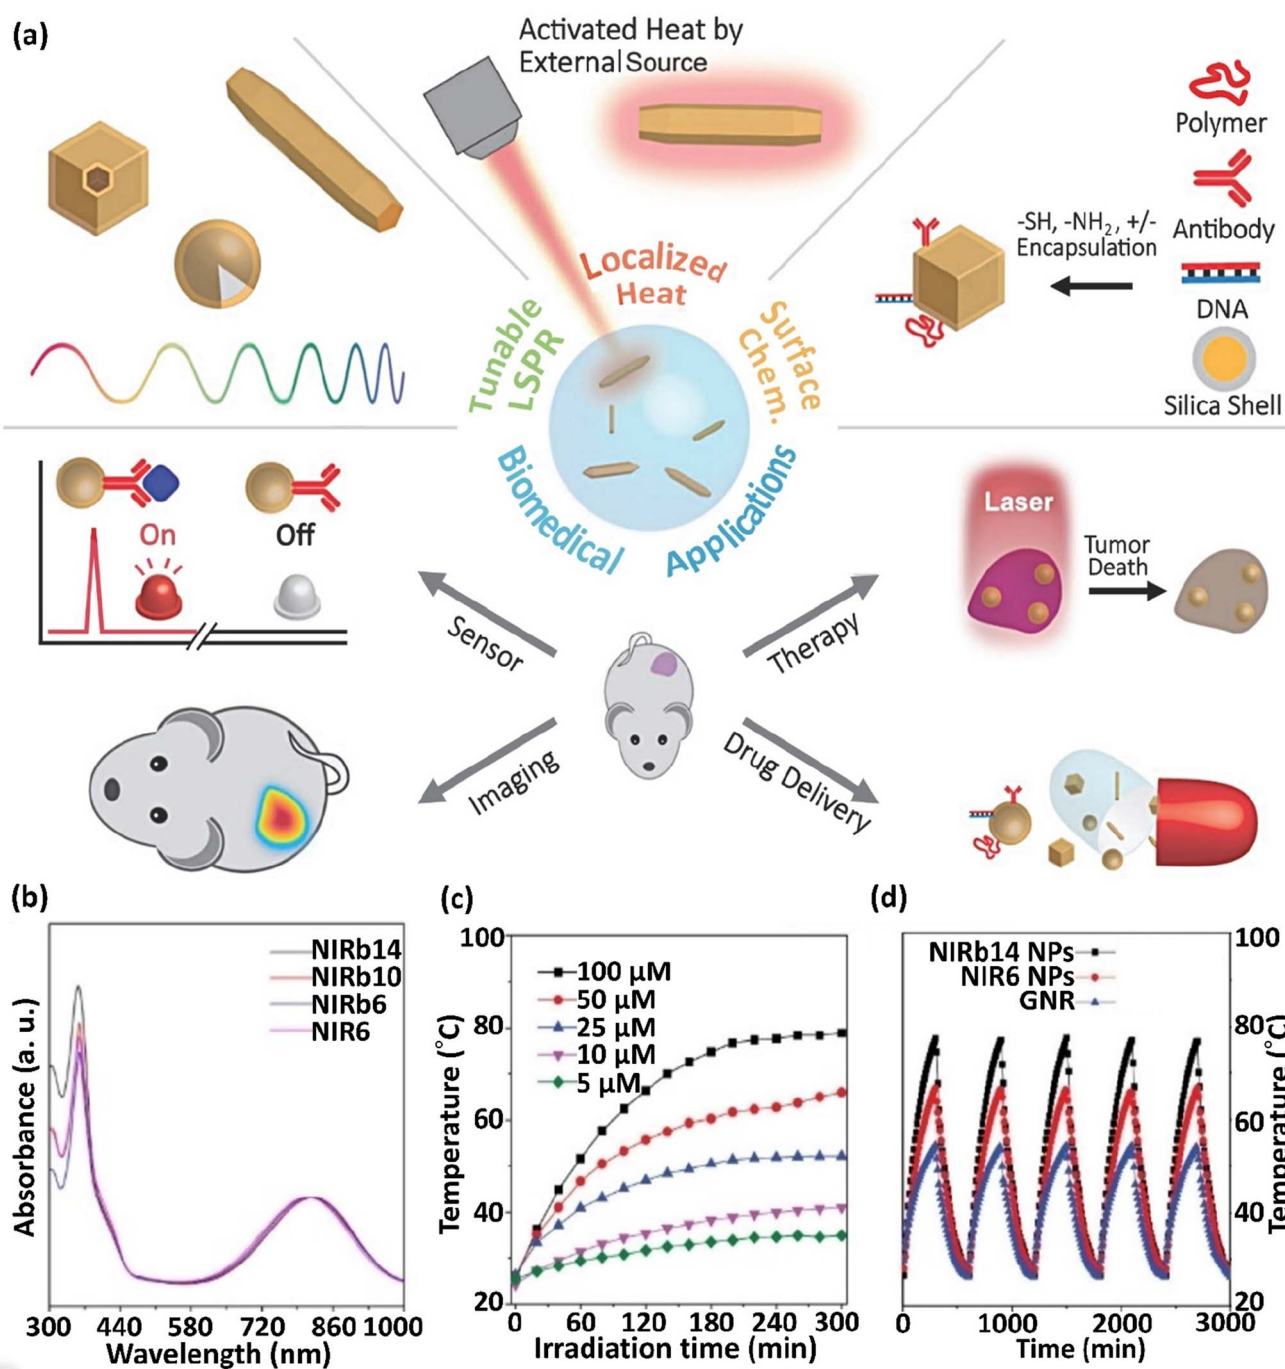 (a)
Activated Heat by
External Source
Polymer
Antibody
-SH, -NH₂, +/-
Encapsulation
DNA
Silica Shell
Localized
Heat
Tunable
LSPR
Surface
Chem.
Biomedical
Applications
On
Off
Laser
Tumor
Death
Sensor
Therapy
Imaging
Drug Delivery
(b)
NIRb14
NIRb10
NIRb6
NIR6
Absorbance (a. u.)
300 440 580 720 860 1000
Wavelength (nm)
(c)
100 µM
50 µM
25 µM
10 µM
5 µM
Temperature (°C)
100
80
60
40
20
0 60 120 180 240 300
Irradiation time (min)
(d)
NIRb14 NPs
NIR6 NPs
GNR
100
80
60
40
20
Temperature (°C)
0 1000 2000 3000
Time (min)